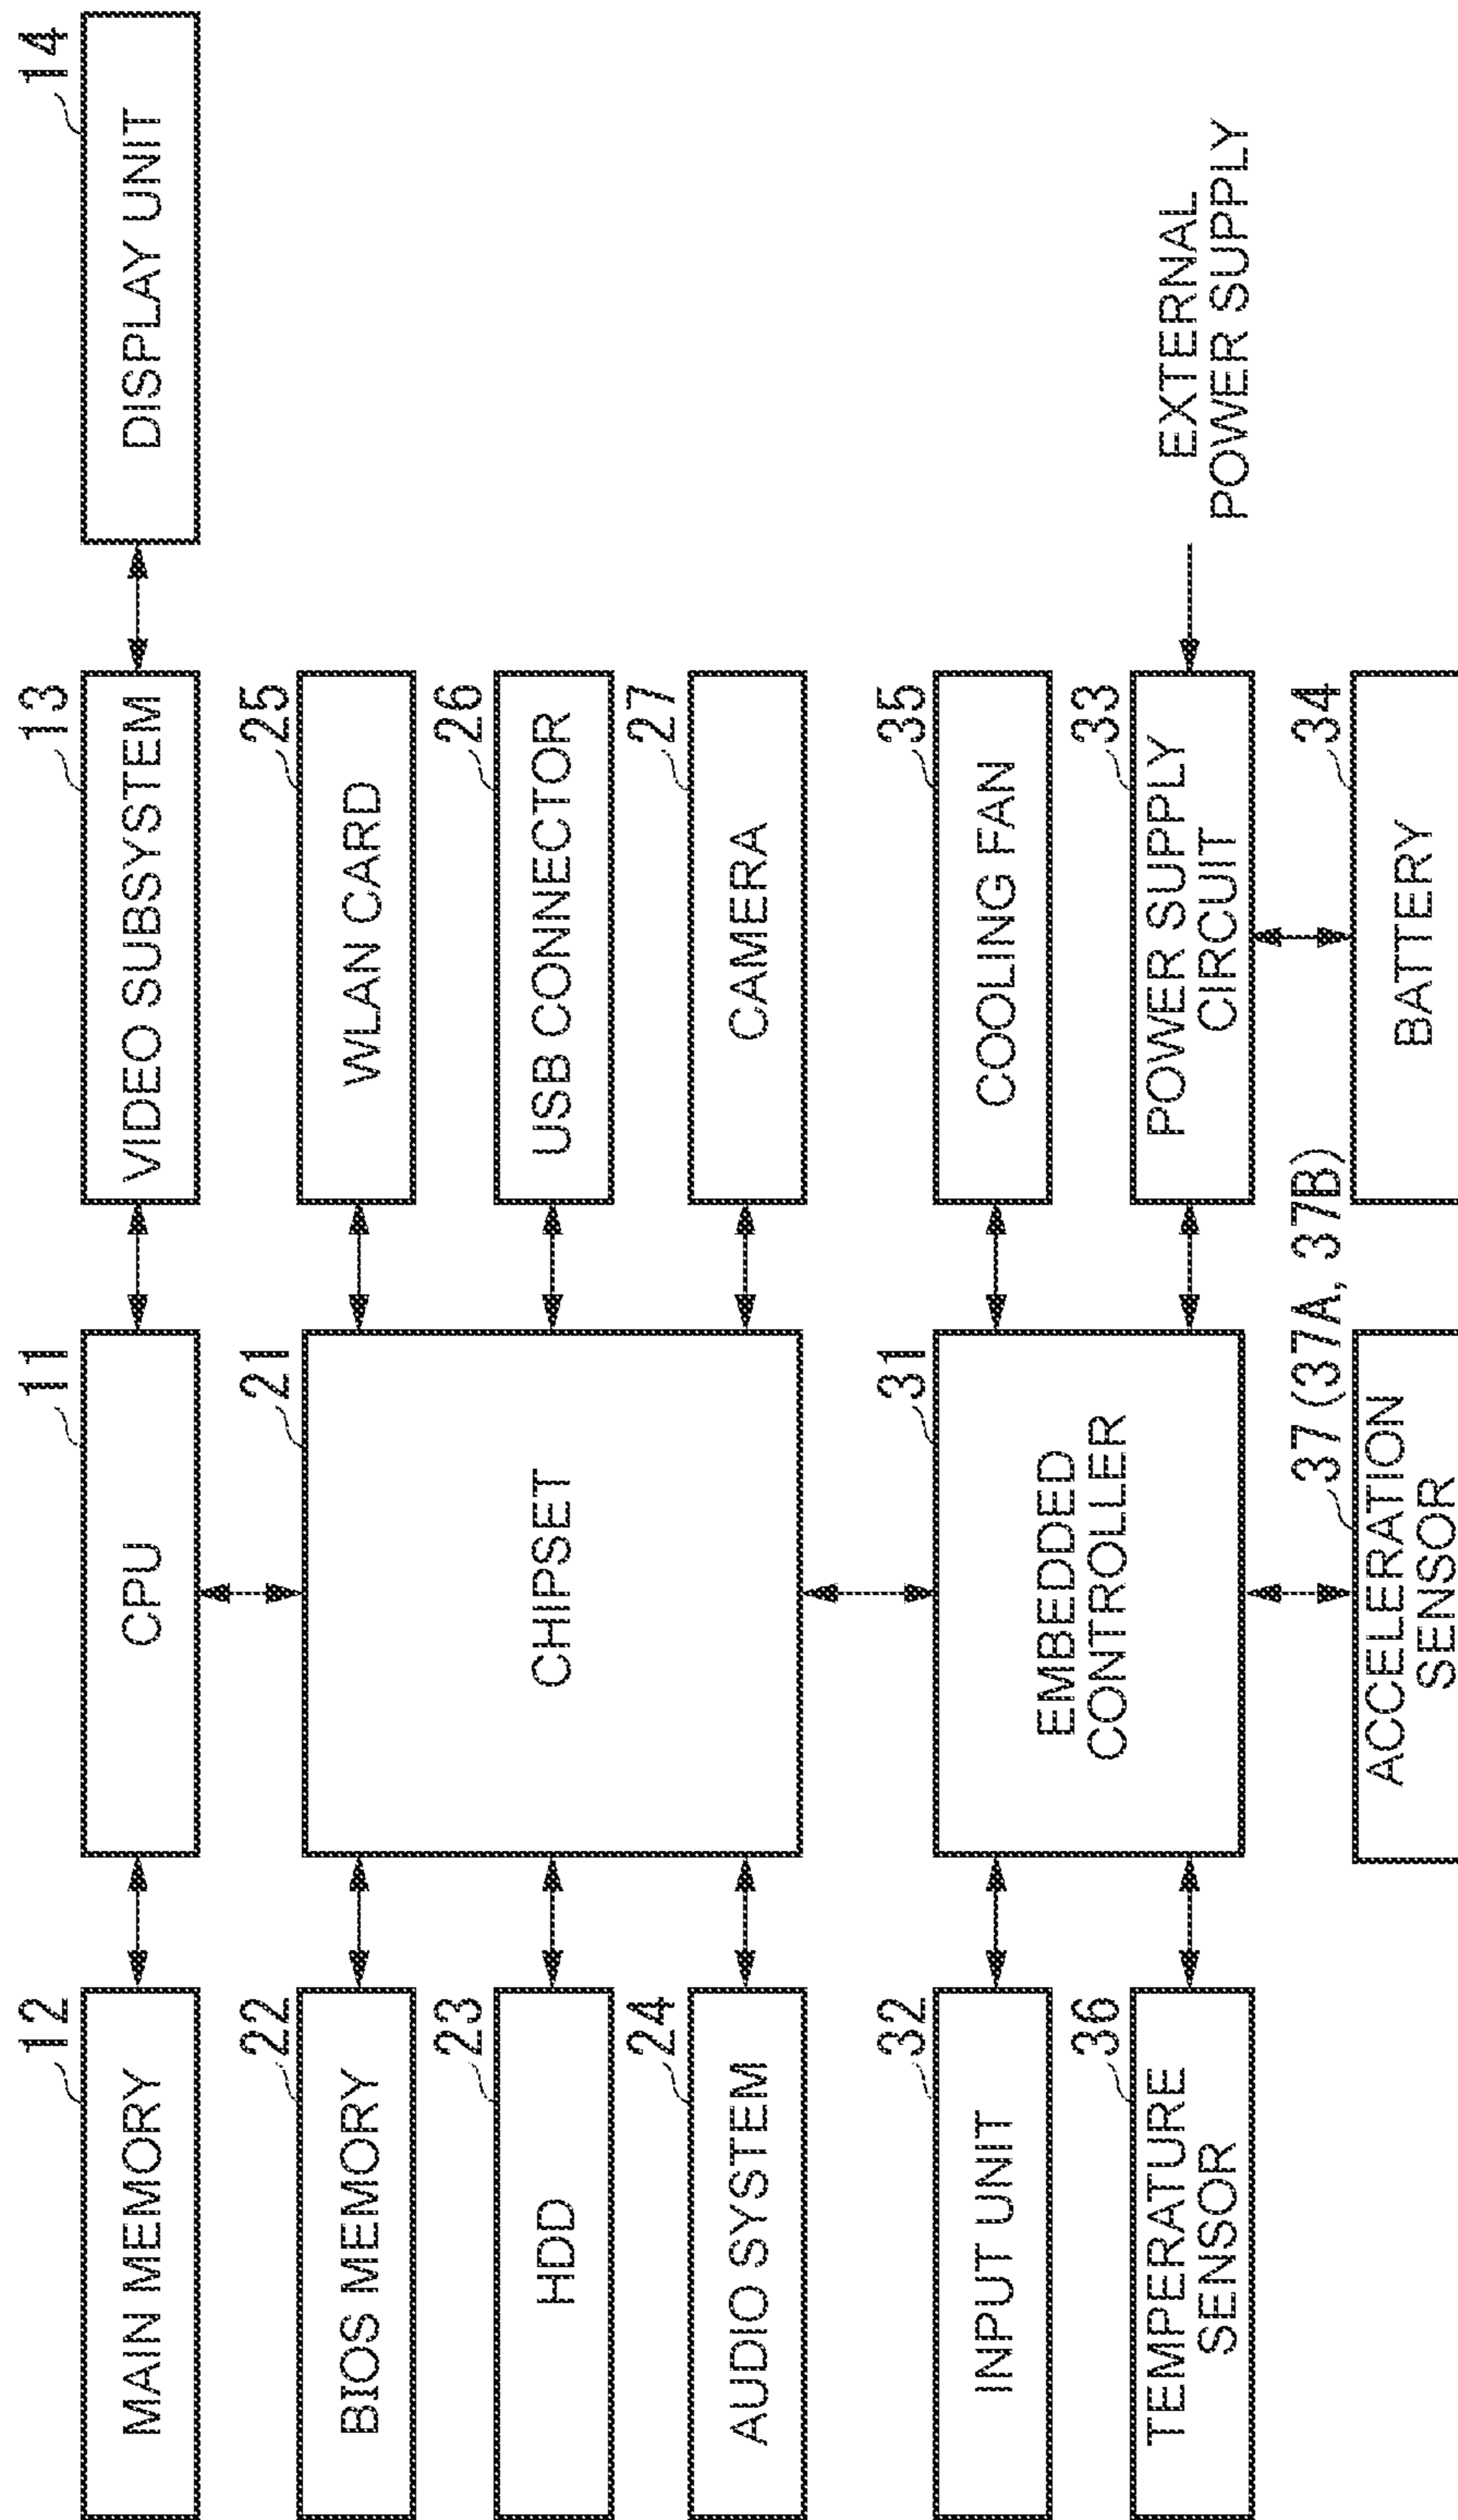 12
MAIN MEMORY
11
CPU
13
VIDEO SUBSYSTEM
14
DISPLAY UNIT
22
BIOS MEMORY
23
HDD
24
AUDIO SYSTEM
21
CHIPSET
25
WLAN CARD
26
USB CONNECTOR
27
CAMERA
32
INPUT UNIT
36
TEMPERATURE
SENSOR
31
EMBEDDED
CONTROLLER
35
COOLING FAN
33
POWER SUPPLY
CIRCUIT
EXTERNAL
POWER SUPPLY
37 (37A, 37B)
ACCELERATION
SENSOR
34
BATTERY